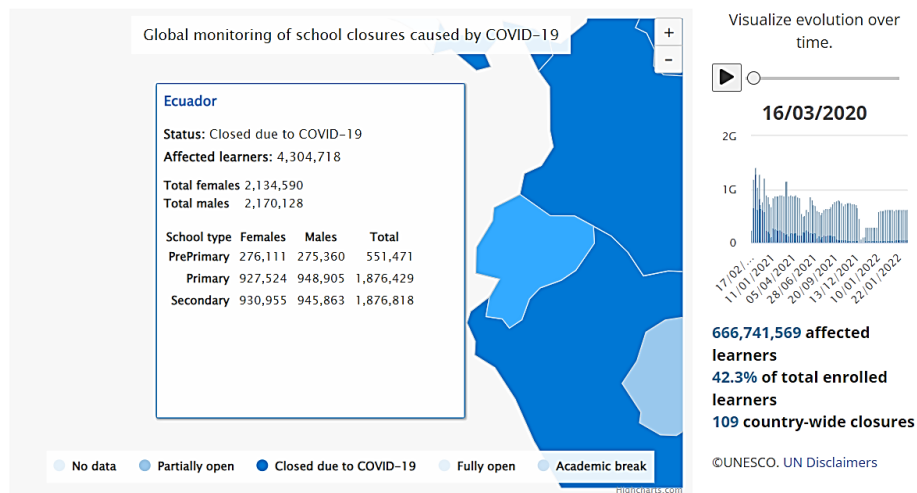 Global monitoring of school closures caused by COVID-19
+
−
Ecuador
Status: Closed due to COVID-19
Affected learners: 4,304,718
Total females 2,134,590
Total males 2,170,128
School type Females Males Total
PrePrimary 276,111 275,360 551,471
Primary 927,524 948,905 1,876,429
Secondary 930,955 945,863 1,876,818
No data Partially open Closed due to COVID-19 Fully open Academic break
Highcharts.com
Visualize evolution over
time.
16/03/2020
2G
1G
0
17/02/...
11/01/2021
05/04/2021
28/06/2021
20/09/2021
13/12/2021
10/01/2022
22/01/2022
666,741,569 affected
learners
42.3% of total enrolled
learners
109 country-wide closures
©UNESCO. UN Disclaimers